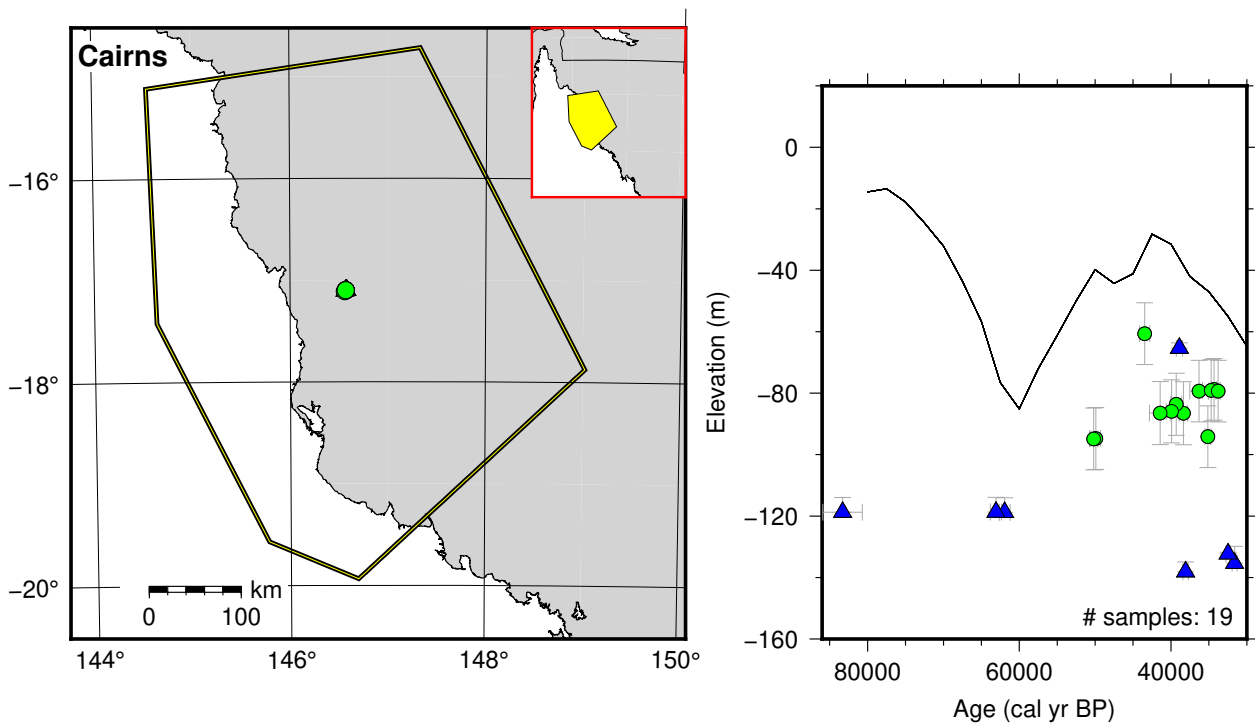 Cairns
−16°
−18°
−20°
km
0 100
144° 146° 148° 150°
Elevation (m)
0
−40
−80
−120
−160
# samples: 19
80000 60000 40000
Age (cal yr BP)